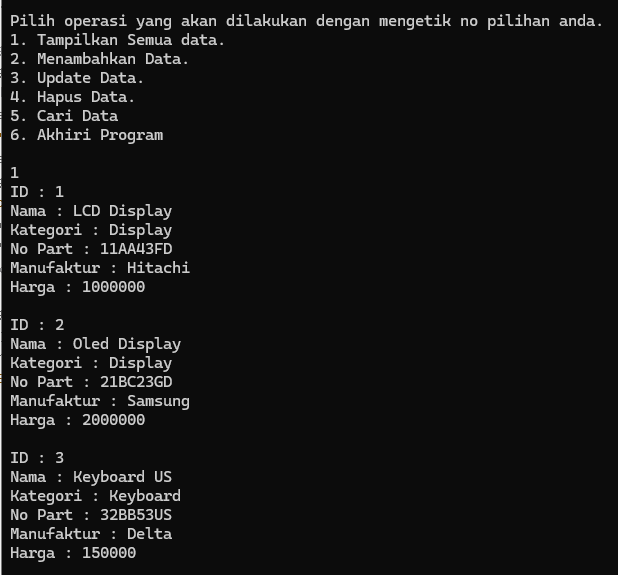 Pilih operasi yang akan dilakukan dengan mengetik no pilihan anda.
1. Tampilkan Semua data.
2. Menambahkan Data.
3. Update Data.
4. Hapus Data.
5. Cari Data
6. Akhiri Program
1
ID : 1
Nama : LCD Display
Kategori : Display
No Part : 11AA43FD
Manufaktur : Hitachi
Harga : 1000000
ID : 2
Nama : Oled Display
Kategori : Display
No Part : 21BC23GD
Manufaktur : Samsung
Harga : 2000000
ID : 3
Nama : Keyboard US
Kategori : Keyboard
No Part : 32BB53US
Manufaktur : Delta
Harga : 150000